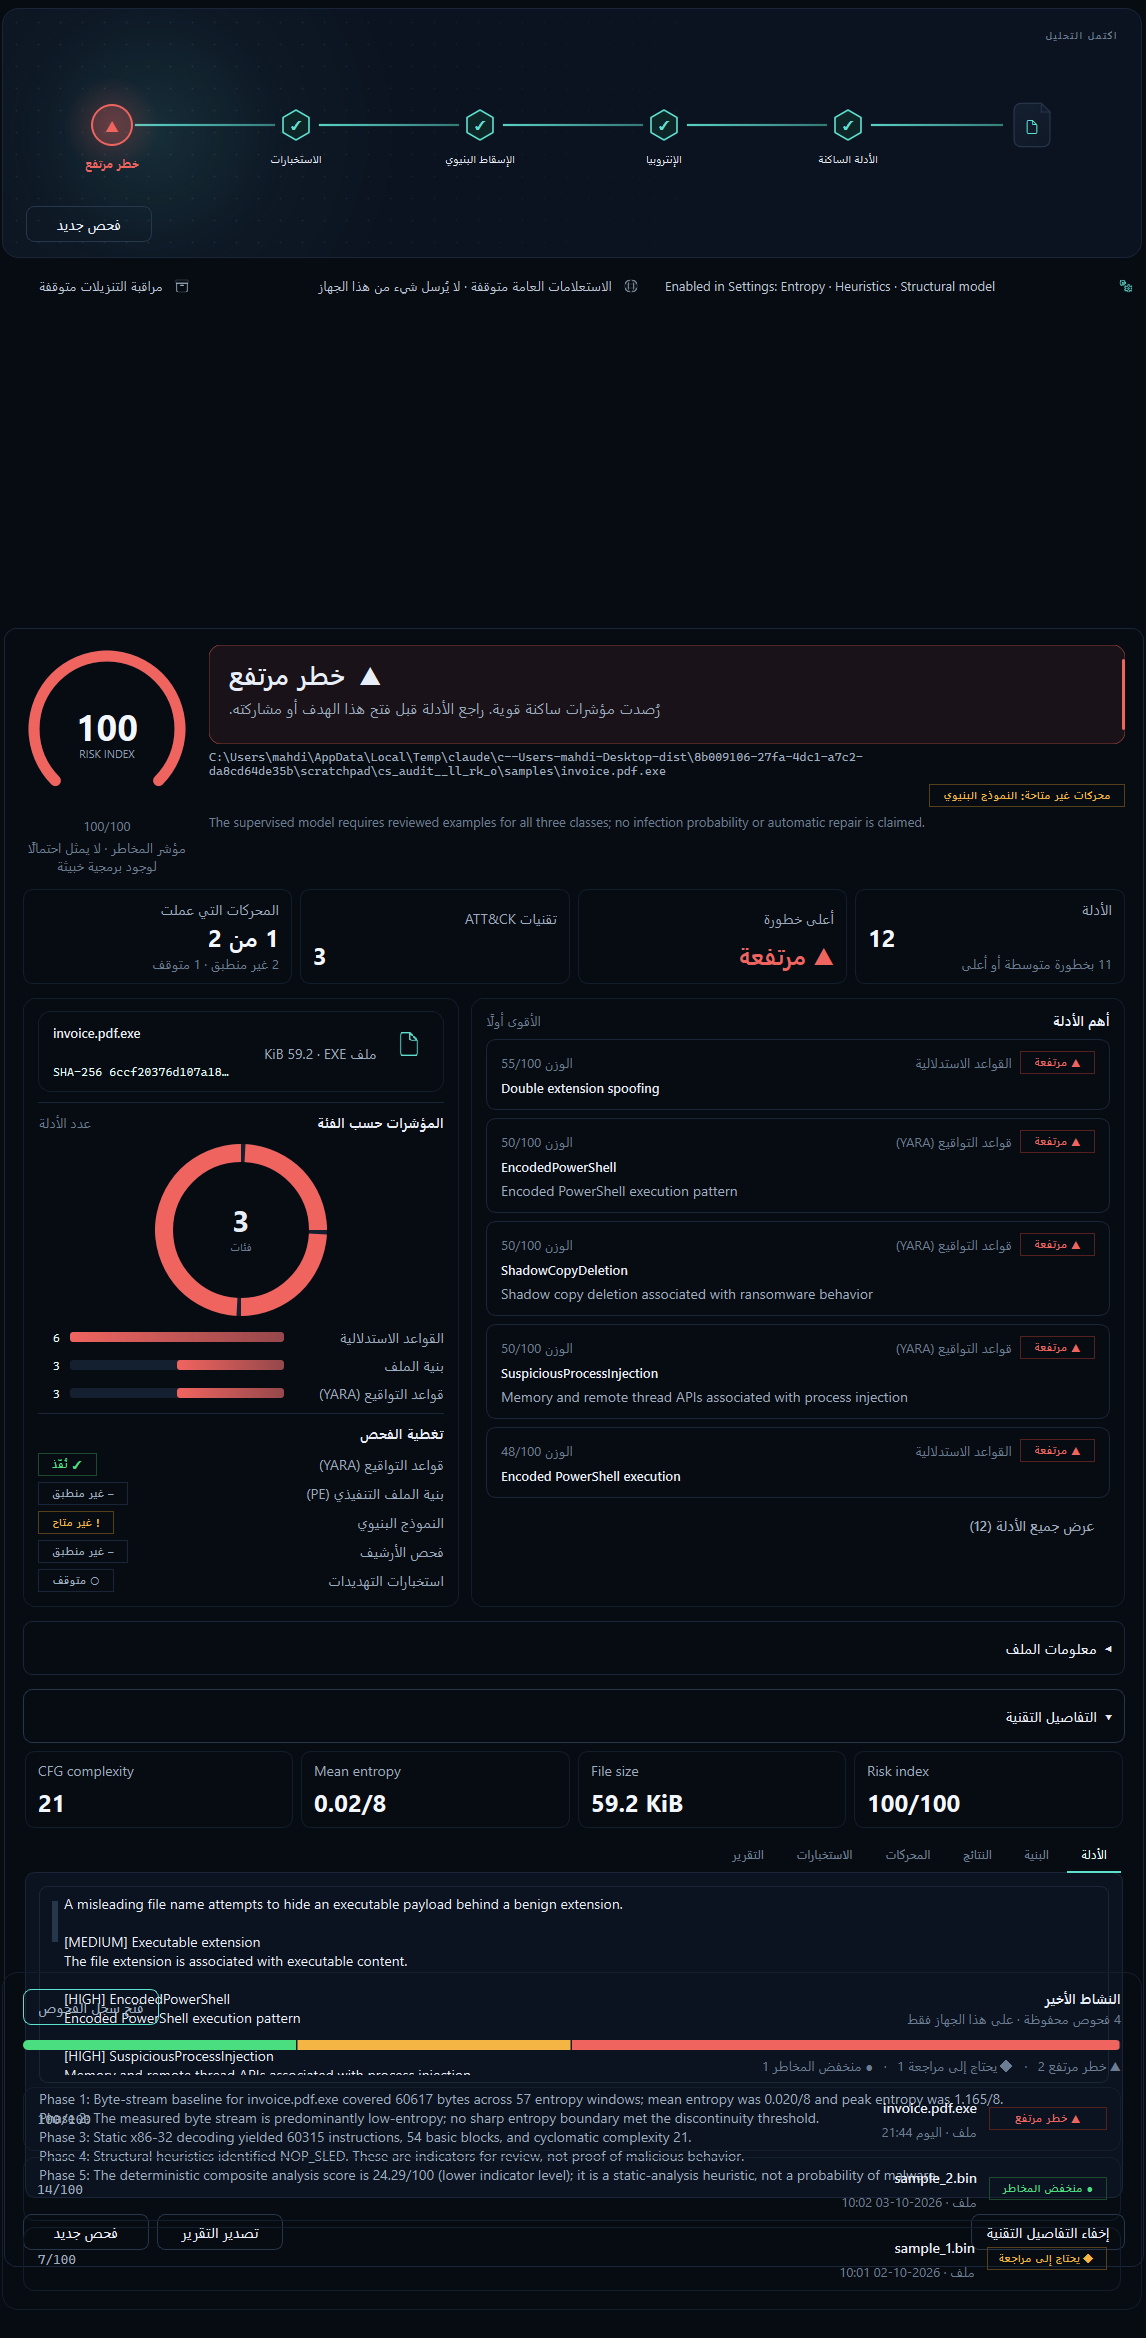 اكتمل التحليل
الأدلة الساكنة
الإنتروبيا
الإسقاط البنيوي
الاستخبارات
خطر مرتفع
فحص جديد
Enabled in Settings: Entropy · Heuristics · Structural model
الاستعلامات العامة متوقفة · لا يُرسل شيء من هذا الجهاز
مراقبة التنزيلات متوقفة
▲ خطر مرتفع
رُصدت مؤشرات ساكنة قوية. راجع الأدلة قبل فتح هذا الهدف أو مشاركته.
100
RISK INDEX
100/100
مؤشر المخاطر · لا يمثل احتمالًا
لوجود برمجية خبيثة
C:\Users\mahdi\AppData\Local\Temp\claude\c--Users-mahdi-Desktop-dist\8b009106-27fa-4dc1-a7c2-
da8cd64de35b\scratchpad\cs_audit__ll_rk_o\samples\invoice.pdf.exe
محركات غير متاحة: النموذج البنيوي
The supervised model requires reviewed examples for all three classes; no infection probability or automatic repair is claimed.
الأدلة
12
11 بخطورة متوسطة أو أعلى
أعلى خطورة
▲ مرتفعة
تقنيات ATT&CK
3
المحركات التي عملت
1 من 2
2 غير منطبق · 1 متوقف
أهم الأدلة
الأقوى أولًا
▲ مرتفعة
القواعد الاستدلالية
الوزن 55/100
Double extension spoofing
▲ مرتفعة
قواعد التواقيع (YARA)
الوزن 50/100
EncodedPowerShell
Encoded PowerShell execution pattern
▲ مرتفعة
قواعد التواقيع (YARA)
الوزن 50/100
ShadowCopyDeletion
Shadow copy deletion associated with ransomware behavior
▲ مرتفعة
قواعد التواقيع (YARA)
الوزن 50/100
SuspiciousProcessInjection
Memory and remote thread APIs associated with process injection
▲ مرتفعة
القواعد الاستدلالية
الوزن 48/100
Encoded PowerShell execution
عرض جميع الأدلة (12)
invoice.pdf.exe
ملف EXE · 59.2 KiB
SHA-256 6ccf20376d107a18…
المؤشرات حسب الفئة
عدد الأدلة
3
فئات
القواعد الاستدلالية
6
بنية الملف
3
قواعد التواقيع (YARA)
3
تغطية الفحص
قواعد التواقيع (YARA)
✓ نُفّذ
بنية الملف التنفيذي (PE)
– غير منطبق
النموذج البنيوي
! غير متاح
فحص الأرشيف
– غير منطبق
استخبارات التهديدات
○ متوقف
معلومات الملف
التفاصيل التقنية
Risk index
100/100
File size
59.2 KiB
Mean entropy
0.02/8
CFG complexity
21
الأدلة
البنية
النتائج
المحركات
الاستخبارات
التقرير
A misleading file name attempts to hide an executable payload behind a benign extension.
[MEDIUM] Executable extension
The file extension is associated with executable content.
[HIGH] EncodedPowerShell
Encoded PowerShell execution pattern
[HIGH] SuspiciousProcessInjection
Memory and remote thread APIs associated with process injection
النشاط الأخير
4 فحوص محفوظة · على هذا الجهاز فقط
فتح سجل الفحوص
▲ خطر مرتفع 2 · ◆ يحتاج إلى مراجعة 1 · ● منخفض المخاطر 1
Phase 1: Byte-stream baseline for invoice.pdf.exe covered 60617 bytes across 57 entropy windows; mean entropy was 0.020/8 and peak entropy was 1.165/8.
Phase 2: The measured byte stream is predominantly low-entropy; no sharp entropy boundary met the discontinuity threshold.
Phase 3: Static x86-32 decoding yielded 60315 instructions, 54 basic blocks, and cyclomatic complexity 21.
Phase 4: Structural heuristics identified NOP_SLED. These are indicators for review, not proof of malicious behavior.
Phase 5: The deterministic composite analysis score is 24.29/100 (lower indicator level); it is a static-analysis heuristic, not a probability of malware.
▲ خطر مرتفع
invoice.pdf.exe
ملف · اليوم 21:44
100/100
● منخفض المخاطر
sample_2.bin
ملف · 2026-10-03 10:02
14/100
إخفاء التفاصيل التقنية
تصدير التقرير
فحص جديد
◆ يحتاج إلى مراجعة
sample_1.bin
ملف · 2026-10-02 10:01
7/100